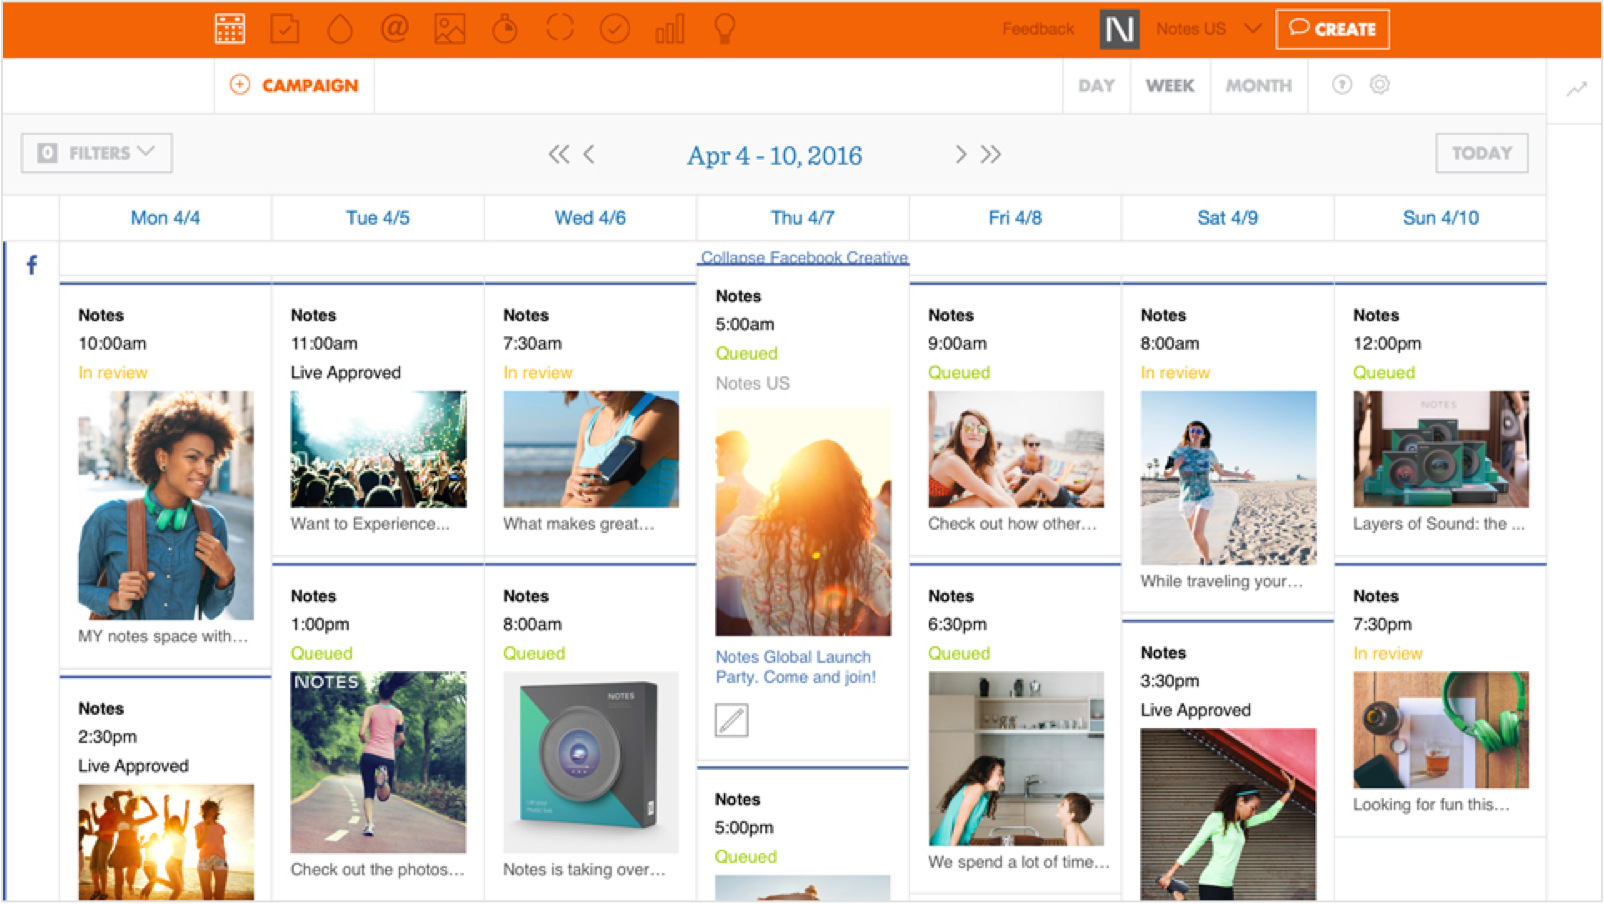 Feedback
N
Notes US
CREATE
CAMPAIGN
DAY
WEEK
MONTH
?
0 FILTERS
Apr 4 - 10, 2016
TODAY
Mon 4/4
Tue 4/5
Wed 4/6
Thu 4/7
Fri 4/8
Sat 4/9
Sun 4/10
f
Collapse Facebook Creative
Notes
10:00am
In review
MY notes space with...
Notes
2:30pm
Live Approved
Notes
11:00am
Live Approved
Want to Experience...
Notes
1:00pm
Queued
NOTES
Check out the photos...
Notes
7:30am
In review
What makes great...
Notes
8:00am
Queued
NOTES
Notes is taking over...
Notes
5:00am
Queued
Notes US
Notes Global Launch
Party. Come and join!
Notes
5:00pm
Queued
Notes
9:00am
Queued
Check out how other...
Notes
6:30pm
Queued
We spend a lot of time...
Notes
8:00am
In review
While traveling your...
Notes
3:30pm
Live Approved
Notes
12:00pm
Queued
NOTES
Layers of Sound: the ...
Notes
7:30pm
In review
Looking for fun this...